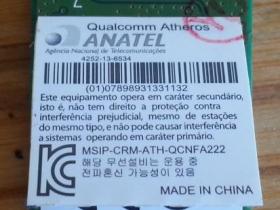 Qualcomm Atheros
ANATEL
Agência Nacional de Telecomunicações
4252-13-6534
(01)07898931331132
Este equipamento opera em caráter secundário,
isto é, não tem direito a proteção contra
interferência prejudicial, mesmo de estações
do mesmo tipo, e não pode causar interferência
a sistemas operando em caráter primário.
MSIP-CRM-ATH-QCNFA222
해당 무선설비는 운용 중
전파혼신 가능성이 있음
MADE IN CHINA